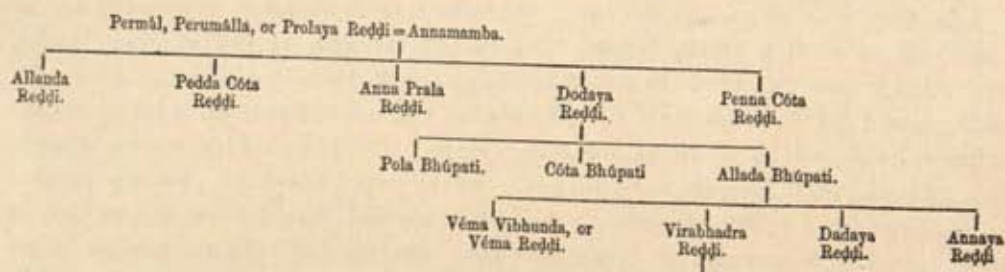 Permál, Perumálla, or Prolaya Reḍḍi = Annamamba.
Allanda Reḍḍi.
Pedda Cóta Reḍḍi.
Anna Prala Reḍḍi.
Dodaya Reḍḍi.
Penna Cóta Reḍḍi.
Pola Bhúpati.
Cóta Bhúpati
Allada Bhúpati.
Véma Vibhunda, or Véma Reḍḍi.
Virabhadra Reḍḍi.
Dadaya Reḍḍi.
Annaya Reḍḍi